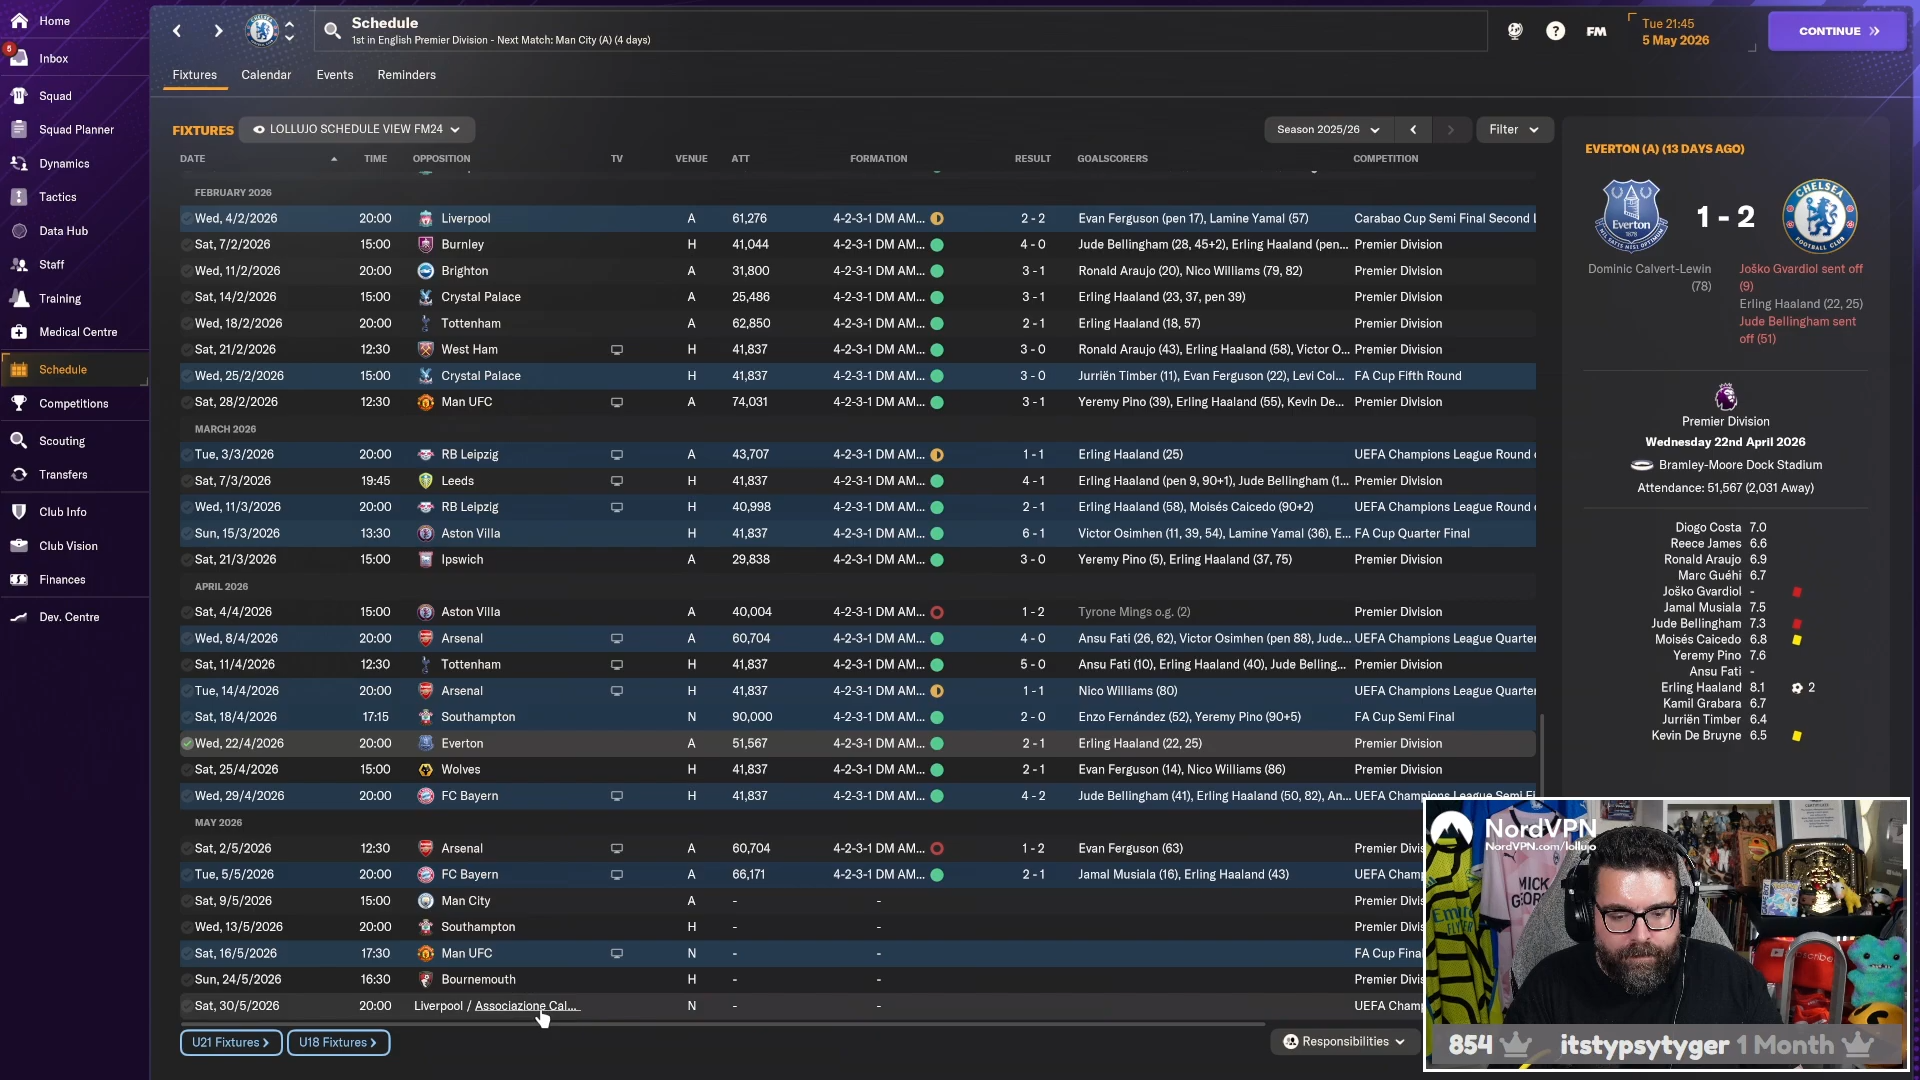 Home
6
Inbox
Squad
Squad Planner
Dynamics
Tactics
Data Hub
Staff
Training
Medical Centre
Schedule
Competitions
Scouting
Transfers
Club Info
Club Vision
Finances
Dev. Centre
Schedule
1st in English Premier Division - Next Match: Man City (A) (4 days)
FM
Tue 21:45
5 May 2026
CONTINUE
Fixtures Calendar Events Reminders
FIXTURES LOLLUJO SCHEDULE VIEW FM24 Season 2025/26 Filter
DATE TIME OPPOSITION TV VENUE ATT FORMATION RESULT GOALSCORERS COMPETITION
FEBRUARY 2026
Wed, 4/2/2026 20:00 Liverpool A 61,276 4-2-3-1 DM AM... 2 - 2 Evan Ferguson (pen 17), Lamine Yamal (57) Carabao Cup Semi Final Second
Sat, 7/2/2026 15:00 Burnley H 41,044 4-2-3-1 DM AM... 4 - 0 Jude Bellingham (28, 45+2), Erling Haaland (pen... Premier Division
Wed, 11/2/2026 20:00 Brighton A 31,800 4-2-3-1 DM AM... 3 - 1 Ronald Araujo (20), Nico Williams (79, 82) Premier Division
Sat, 14/2/2026 15:00 Crystal Palace A 25,486 4-2-3-1 DM AM... 3 - 1 Erling Haaland (23, 37, pen 39) Premier Division
Wed, 18/2/2026 20:00 Tottenham A 62,850 4-2-3-1 DM AM... 2 - 1 Erling Haaland (18, 57) Premier Division
Sat, 21/2/2026 12:30 West Ham H 41,837 4-2-3-1 DM AM... 3 - 0 Ronald Araujo (43), Erling Haaland (58), Victor O... Premier Division
Wed, 25/2/2026 15:00 Crystal Palace H 41,837 4-2-3-1 DM AM... 3 - 0 Jurriën Timber (11), Evan Ferguson (22), Levi Col... FA Cup Fifth Round
Sat, 28/2/2026 12:30 Man UFC A 74,031 4-2-3-1 DM AM... 3 - 1 Yeremy Pino (39), Erling Haaland (55), Kevin De... Premier Division
MARCH 2026
Tue, 3/3/2026 20:00 RB Leipzig A 43,707 4-2-3-1 DM AM... 1 - 1 Erling Haaland (25) UEFA Champions League Round
Sat, 7/3/2026 19:45 Leeds H 41,837 4-2-3-1 DM AM... 4 - 1 Erling Haaland (pen 9, 90+1), Jude Bellingham (1... Premier Division
Wed, 11/3/2026 20:00 RB Leipzig H 40,998 4-2-3-1 DM AM... 2 - 1 Erling Haaland (58), Moisés Caicedo (90+2) UEFA Champions League Round
Sun, 15/3/2026 13:30 Aston Villa H 41,837 4-2-3-1 DM AM... 6 - 1 Victor Osimhen (11, 39, 54), Lamine Yamal (36), E... FA Cup Quarter Final
Sat, 21/3/2026 15:00 Ipswich A 29,838 4-2-3-1 DM AM... 3 - 0 Yeremy Pino (5), Erling Haaland (37, 75) Premier Division
APRIL 2026
Sat, 4/4/2026 15:00 Aston Villa A 40,004 4-2-3-1 DM AM... 1 - 2 Tyrone Mings o.g. (2) Premier Division
Wed, 8/4/2026 20:00 Arsenal A 60,704 4-2-3-1 DM AM... 4 - 0 Ansu Fati (26, 62), Victor Osimhen (pen 88), Jude... UEFA Champions League Quarter
Sat, 11/4/2026 12:30 Tottenham H 41,837 4-2-3-1 DM AM... 5 - 0 Ansu Fati (10), Erling Haaland (40), Jude Belling... Premier Division
Tue, 14/4/2026 20:00 Arsenal H 41,837 4-2-3-1 DM AM... 1 - 1 Nico Williams (80) UEFA Champions League Quarter
Sat, 18/4/2026 17:15 Southampton N 90,000 4-2-3-1 DM AM... 2 - 0 Enzo Fernández (52), Yeremy Pino (90+5) FA Cup Semi Final
Wed, 22/4/2026 20:00 Everton A 51,567 4-2-3-1 DM AM... 2 - 1 Erling Haaland (22, 25) Premier Division
Sat, 25/4/2026 15:00 Wolves H 41,837 4-2-3-1 DM AM... 2 - 1 Evan Ferguson (14), Nico Williams (86) Premier Division
Wed, 29/4/2026 20:00 FC Bayern H 41,837 4-2-3-1 DM AM... 4 - 2 Jude Bellingham (41), Erling Haaland (50, 82), An... UEFA Champions League Semi Fi
MAY 2026
Sat, 2/5/2026 12:30 Arsenal A 60,704 4-2-3-1 DM AM... 1 - 2 Evan Ferguson (63) Premier Divis
Tue, 5/5/2026 20:00 FC Bayern A 66,171 4-2-3-1 DM AM... 2 - 1 Jamal Musiala (16), Erling Haaland (43) UEFA Champ
Sat, 9/5/2026 15:00 Man City A - - Premier Divis
Wed, 13/5/2026 20:00 Southampton H - - Premier Divis
Sat, 16/5/2026 17:30 Man UFC N - - FA Cup Fina
Sun, 24/5/2026 16:30 Bournemouth H - - Premier Divis
Sat, 30/5/2026 20:00 Liverpool / Associazione Cal... N - - UEFA Champ
U21 Fixtures > U18 Fixtures > Responsibilities
EVERTON (A) (13 DAYS AGO)
Everton
1 - 2
CHELSEA
FOOTBALL CLUB
Dominic Calvert-Lewin
(78)
Joško Gvardiol sent off
(9)
Erling Haaland (22, 25)
Jude Bellingham sent
off (51)
Premier Division
Wednesday 22nd April 2026
Bramley-Moore Dock Stadium
Attendance: 51,567 (2,031 Away)
Diogo Costa 7.0
Reece James 6.6
Ronald Araujo 6.9
Marc Guéhi 6.7
Joško Gvardiol -
Jamal Musiala 7.5
Jude Bellingham 7.3
Moisés Caicedo 6.8
Yeremy Pino 7.6
Ansu Fati -
Erling Haaland 8.1 2
Kamil Grabara 6.7
Jurriën Timber 6.4
Kevin De Bruyne 6.5
NordVPN
NordVPN.com/lollujo
MICK
GEORG
854 itstypsytyger 1 Month